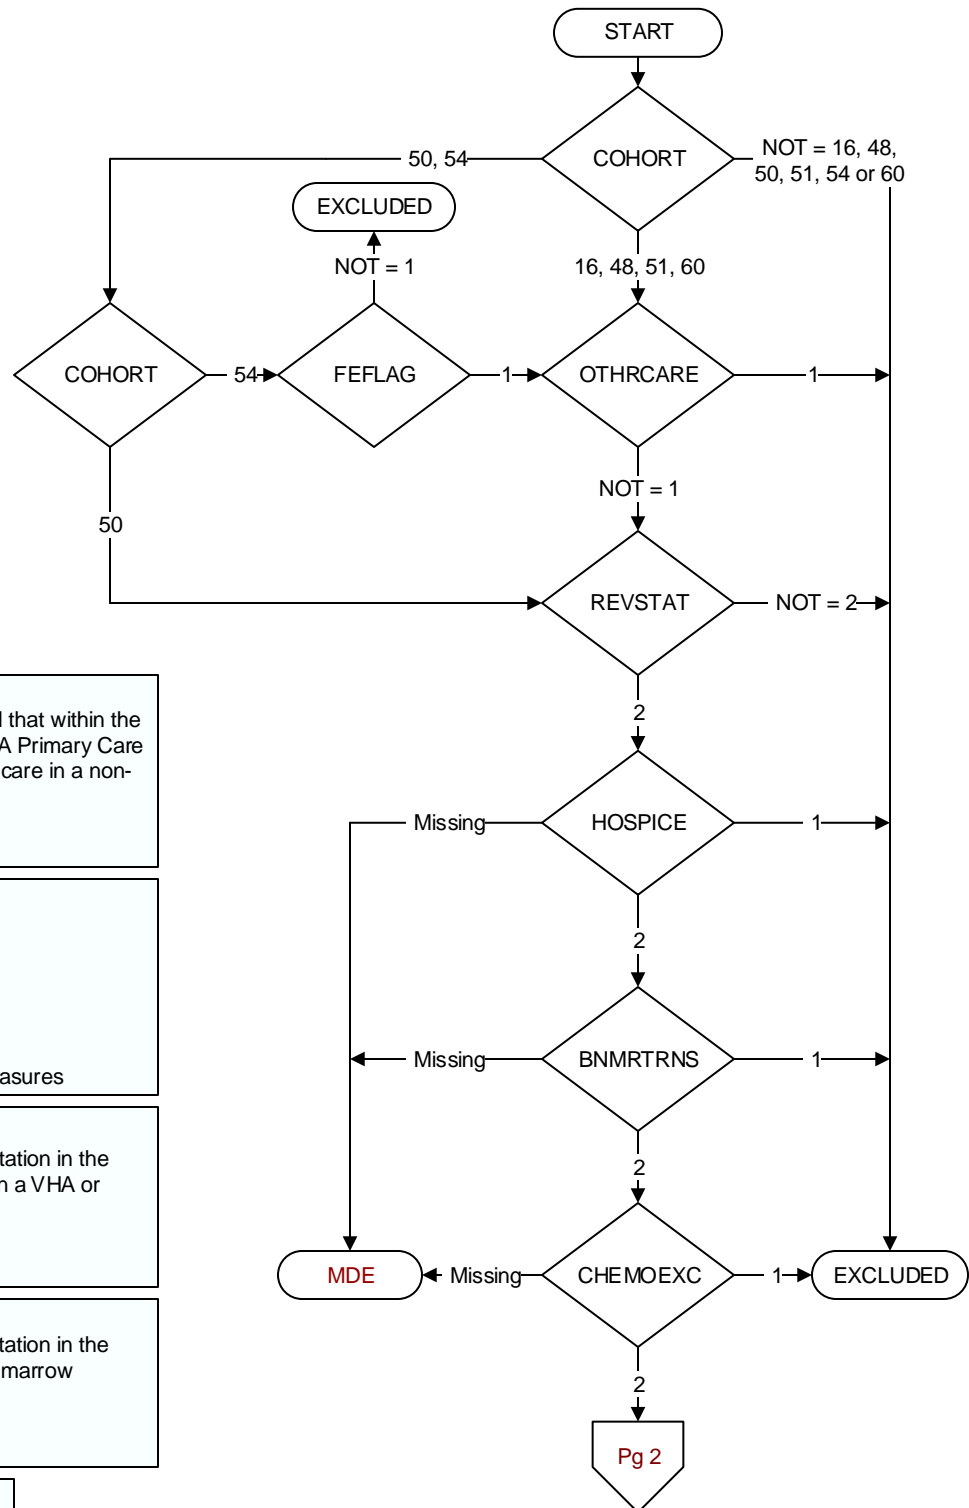 START
COHORT
50, 54
NOT = 16, 48,
50, 51, 54 or 60
EXCLUDED
NOT = 1
16, 48, 51, 60
COHORT
54
FEFLAG
1
OTHRCARE
1
NOT = 1
50
REVSTAT
NOT = 2
2
that within the
A Primary Care
care in a non-
Missing
HOSPICE
1
2
asures
Missing
BNMRTRNS
1
2
tation in the
a VHA or
MDE
Missing
CHEMOEXC
1
EXCLUDED
tation in the
marrow
2
Pg 2